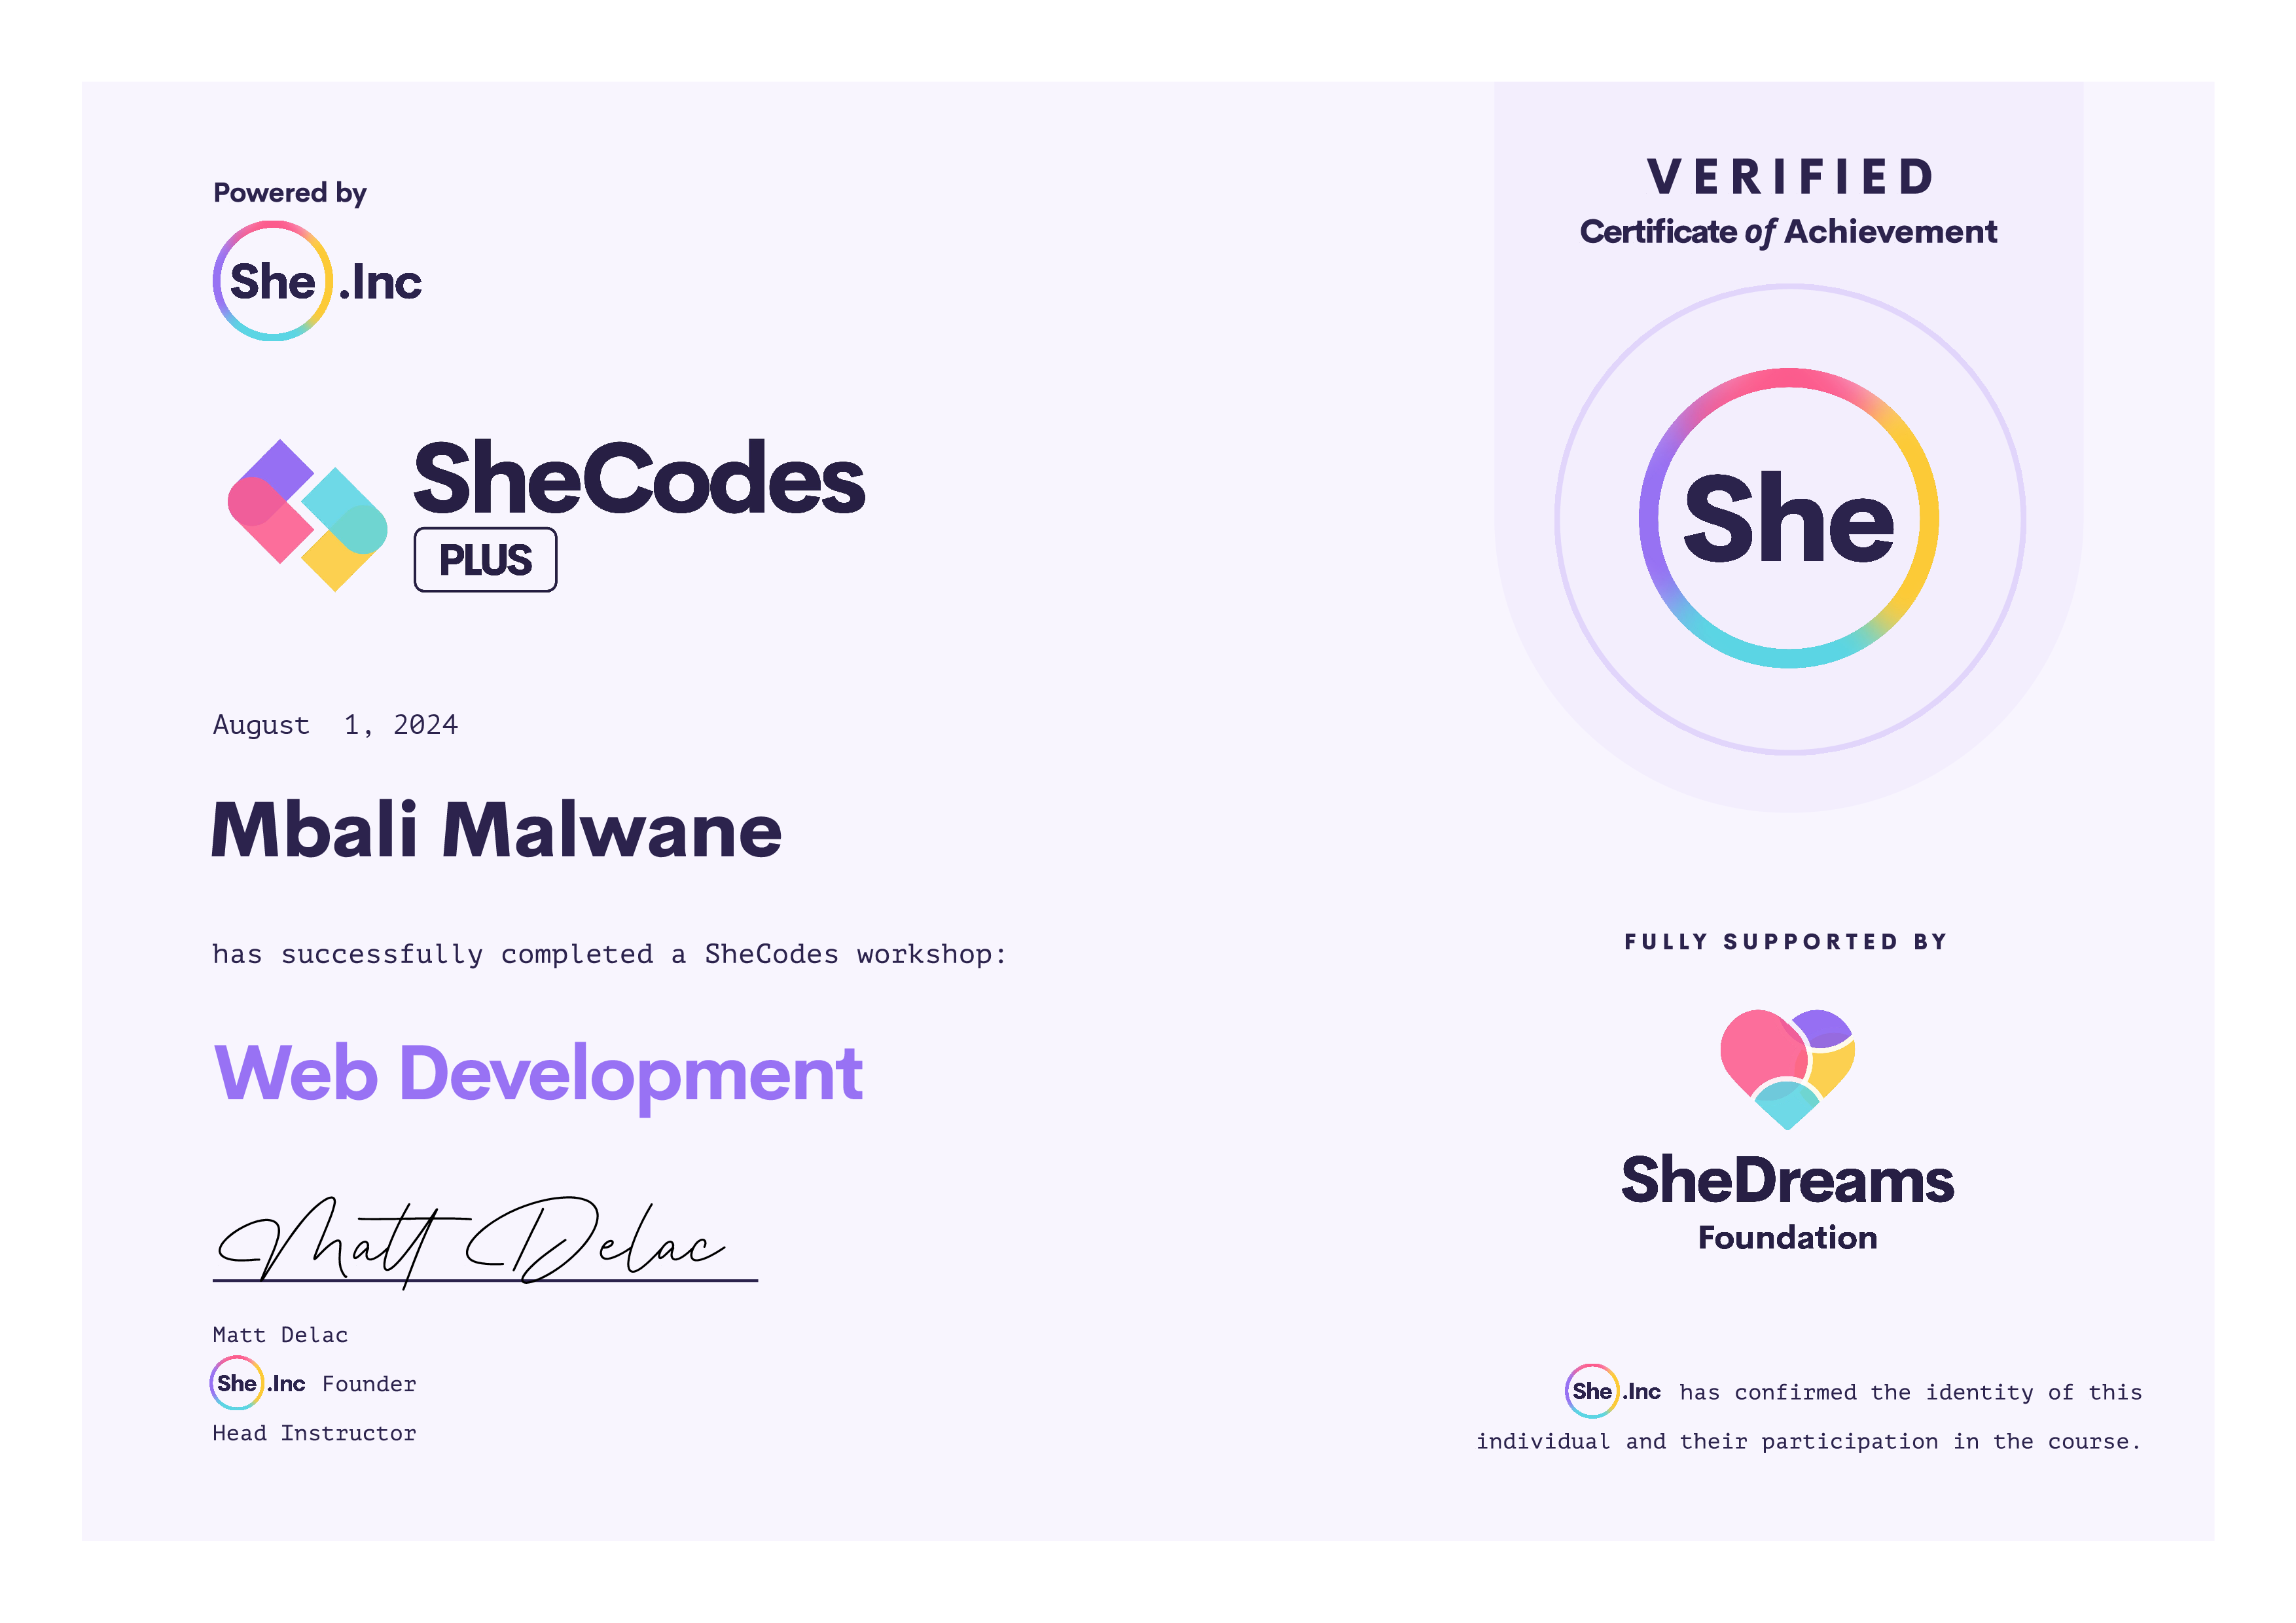 Powered by
She .Inc
SheCodes
PLUS
August  1, 2024
Mbali Malwane
has successfully completed a SheCodes workshop:
Web Development
Matt Delac
Matt Delac
She .Inc Founder
Head Instructor
VERIFIED
Certificate of Achievement
She
FULLY SUPPORTED BY
SheDreams
Foundation
She .Inc has confirmed the identity of this
individual and their participation in the course.